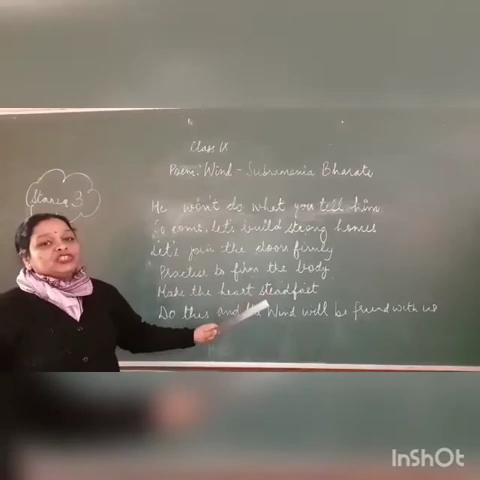 Class IX
Poem: Wind - Subramania Bharati
Stanza 3
He won't do what you tell him
So come, let's build strong homes
Let's join the doors firmly
Practise to firm the body
Make the heart steadfast
Do this and the Wind will be friend with us
InShOt